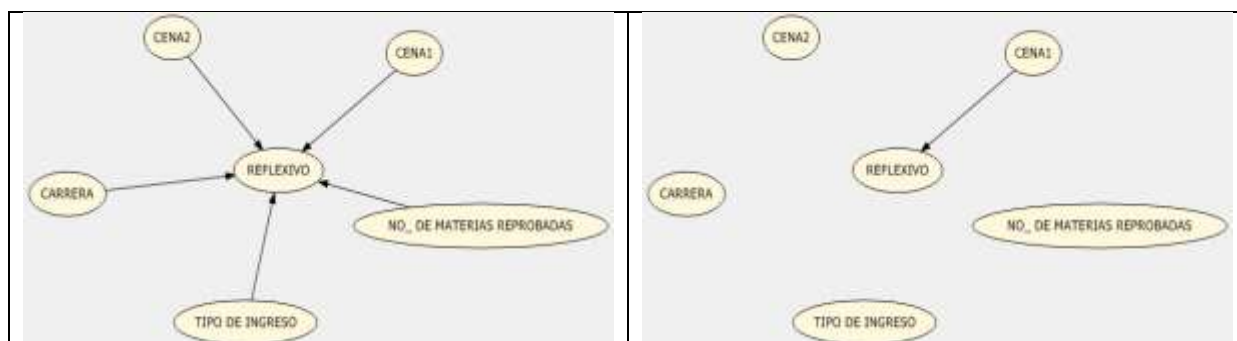 CENA2
CENA1
REFLEXIVO
CARRERA
NO_ DE MATERIAS REPROBADAS
TIPO DE INGRESO
CENA2
CENA1
REFLEXIVO
CARRERA
NO_ DE MATERIAS REPROBADAS
TIPO DE INGRESO